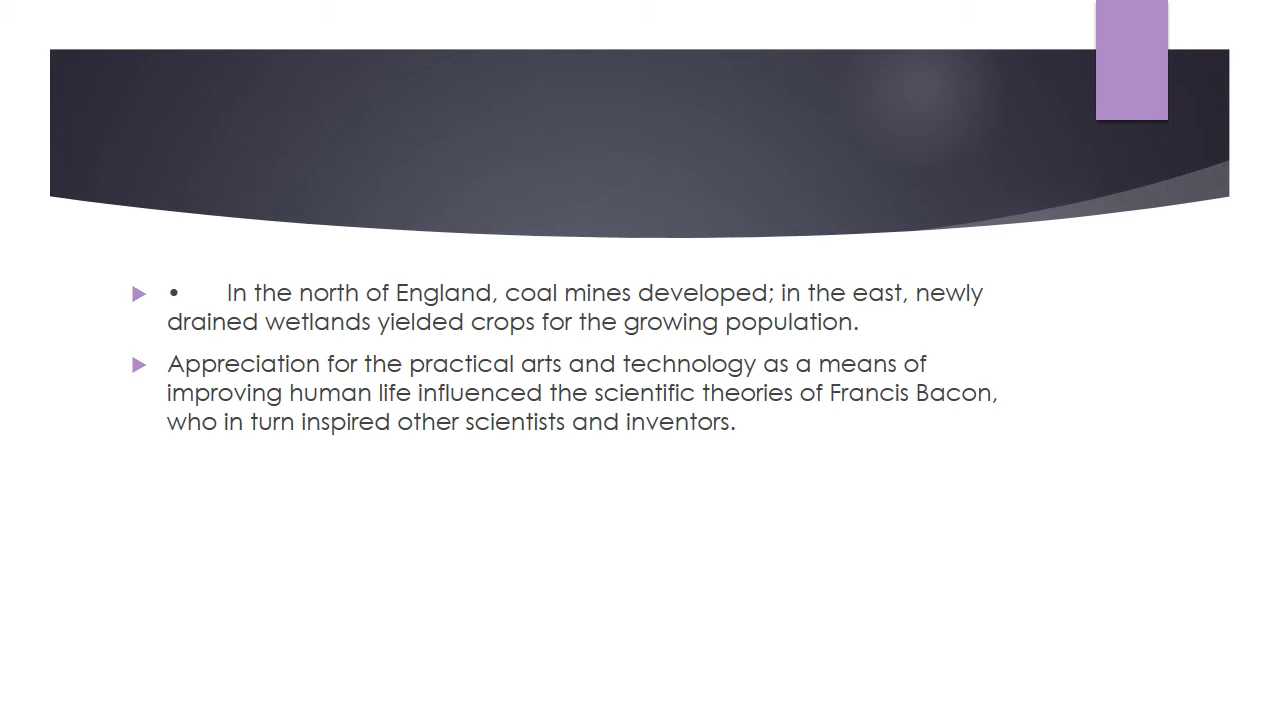 • In the north of England, coal mines developed; in the east, newly
drained wetlands yielded crops for the growing population.
Appreciation for the practical arts and technology as a means of
improving human life influenced the scientific theories of Francis Bacon,
who in turn inspired other scientists and inventors.